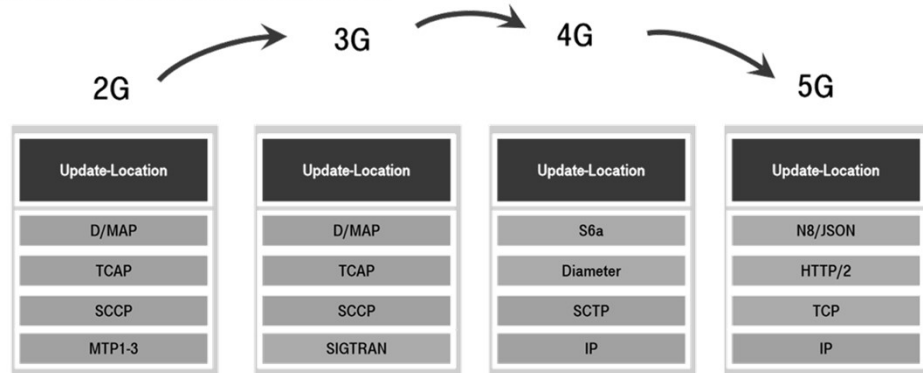 2G
3G
4G
5G
Update-Location
D/MAP
TCAP
SCCP
MTP1-3
Update-Location
D/MAP
TCAP
SCCP
SIGTRAN
Update-Location
S6a
Diameter
SCTP
IP
Update-Location
N8/JSON
HTTP/2
TCP
IP